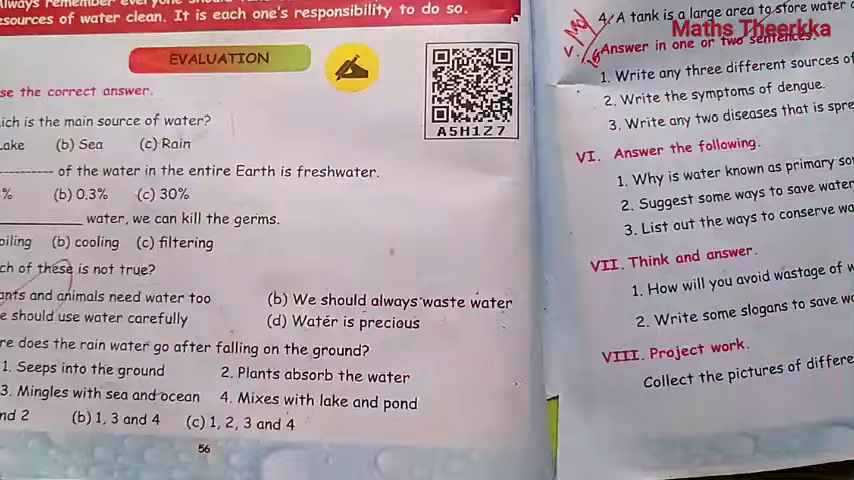 Always remember
esources of water clean. It is each one's responsibility to do so.
EVALUATION
se the correct answer.
ich is the main source of water?
ake (b) Sea (c) Rain
---------- of the water in the entire Earth is freshwater.
% (b) 0.3% (c) 30%
__________ water, we can kill the germs.
oiling (b) cooling (c) filtering
ch of these is not true?
ants and animals need water too (b) We should always waste water
e should use water carefully (d) Water is precious
re does the rain water go after falling on the ground?
1. Seeps into the ground 2. Plants absorb the water
3. Mingles with sea and ocean 4. Mixes with lake and pond
nd 2 (b) 1, 3 and 4 (c) 1, 2, 3 and 4
56
A5H1Z7
4. A tank is a large area to store water
Maths Theerkka
V. Answer in one or two sentences.
1. Write any three different sources of
2. Write the symptoms of dengue.
3. Write any two diseases that is spre
VI. Answer the following.
1. Why is water known as primary so
2. Suggest some ways to save water
3. List out the ways to conserve wa
VII. Think and answer.
1. How will you avoid wastage of w
2. Write some slogans to save wa
VIII. Project work.
Collect the pictures of differe